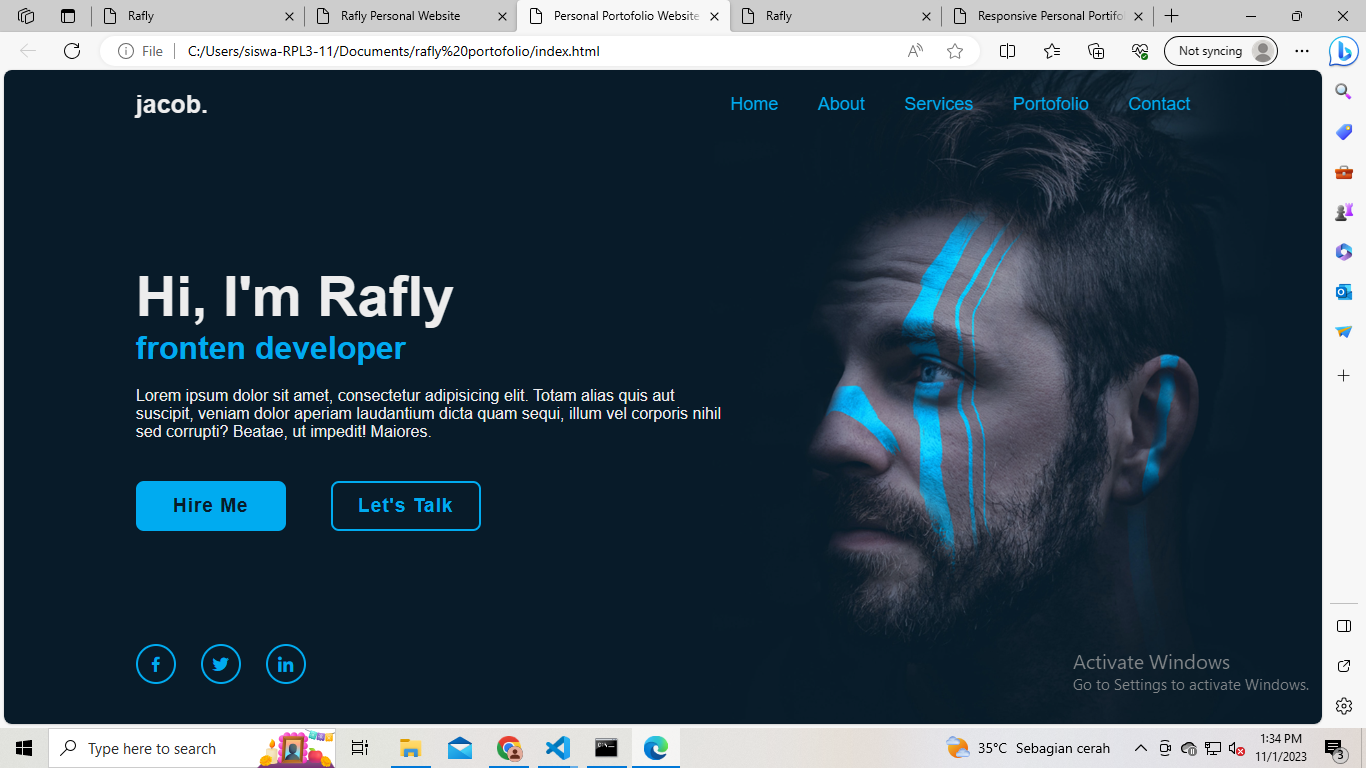 Rafly
Rafly Personal Website
Personal Portofolio Website
Rafly
Responsive Personal Portifol
File
C:/Users/siswa-RPL3-11/Documents/rafly%20portofolio/index.html
Not syncing
jacob.
Home About Services Portofolio Contact
Hi, I'm Rafly
fronten developer
Lorem ipsum dolor sit amet, consectetur adipisicing elit. Totam alias quis aut
suscipit, veniam dolor aperiam laudantium dicta quam sequi, illum vel corporis nihil
sed corrupti? Beatae, ut impedit! Maiores.
Hire Me
Let's Talk
Activate Windows
Go to Settings to activate Windows.
Type here to search
35°C Sebagian cerah
1:34 PM
11/1/2023
3